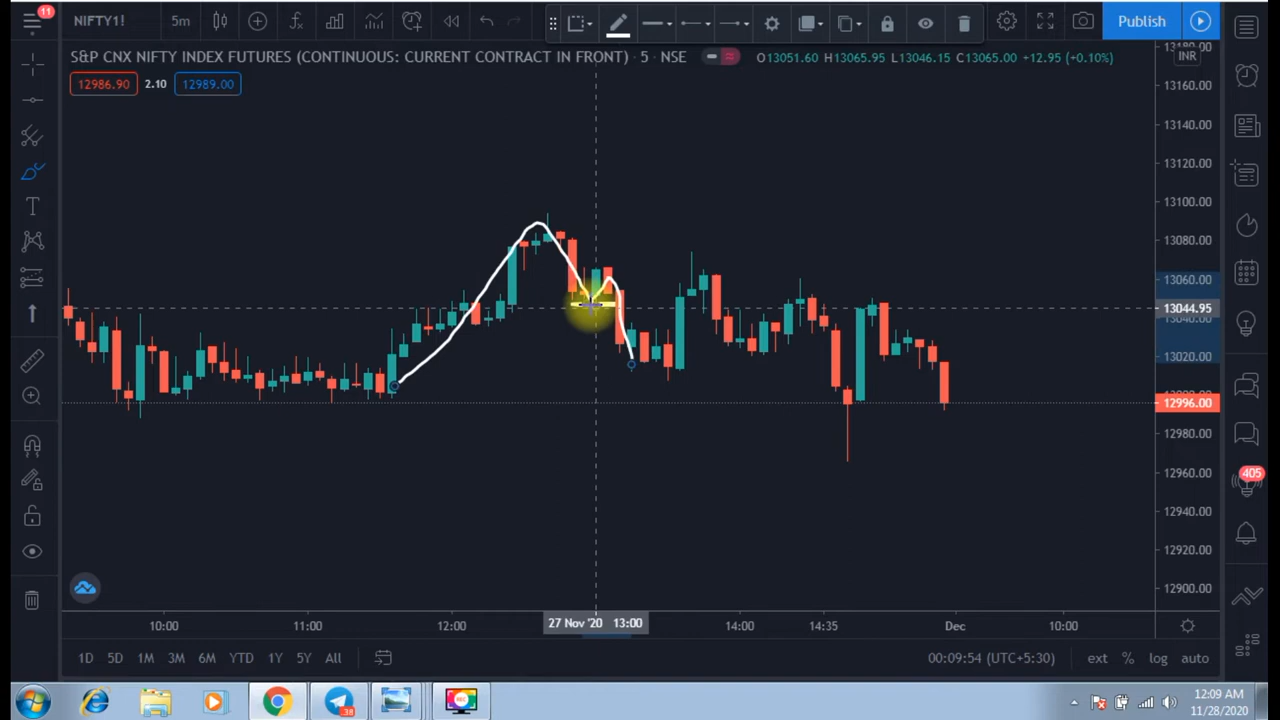 11
NIFTY1!
5m
Publish
S&P CNX NIFTY INDEX FUTURES (CONTINUOUS: CURRENT CONTRACT IN FRONT) · 5 · NSE
O13051.60 H13065.95 L13046.15 C13065.00 +12.95 (+0.10%)
INR
12986.90 2.10 12989.00
13160.00
13140.00
13120.00
13100.00
13080.00
13060.00
13044.95
13020.00
12996.00
12980.00
12960.00
12940.00
12920.00
12900.00
405
10:00
11:00
12:00
27 Nov '20 13:00
14:00
14:35
Dec
10:00
1D 5D 1M 3M 6M YTD 1Y 5Y All
00:09:54 (UTC+5:30)
ext % log auto
38
REC
12:09 AM
11/28/2020